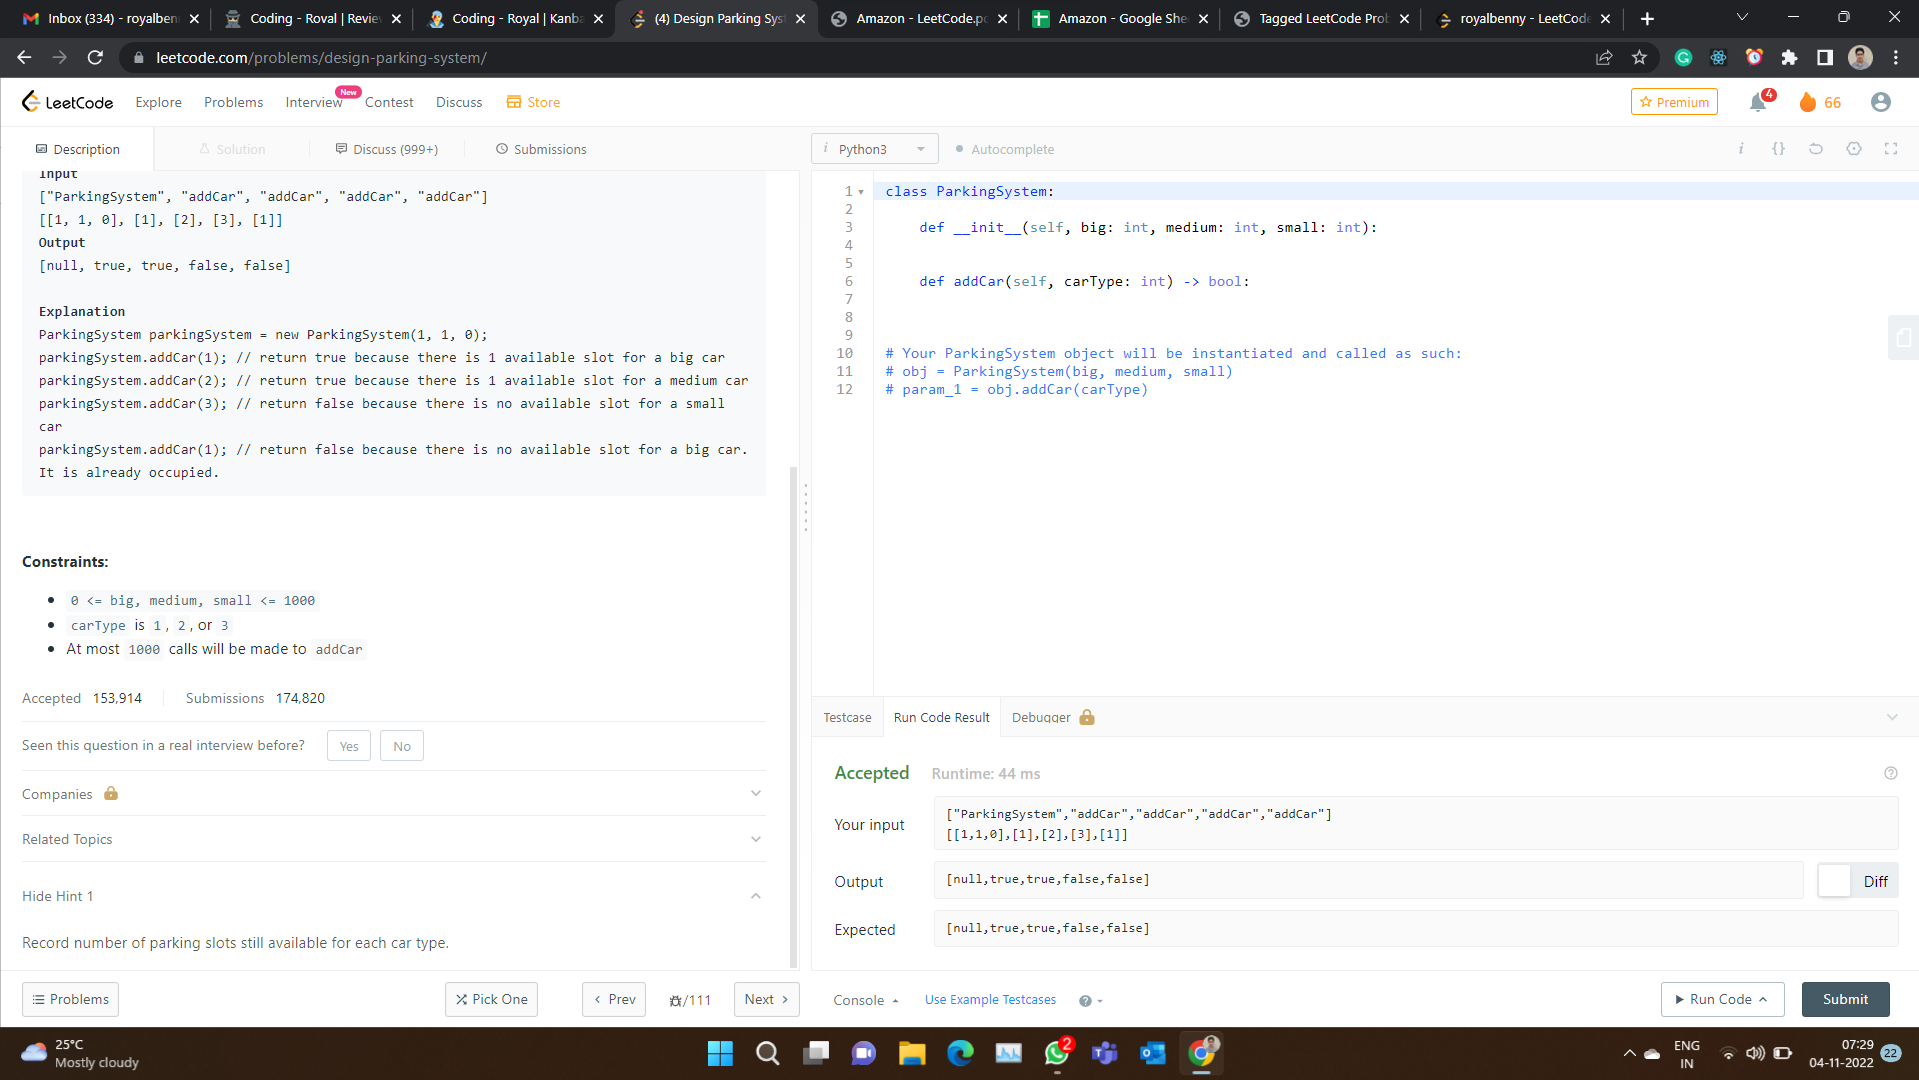 Inbox (334) - royalben
Coding - Royal | Review
Coding - Royal | Kanba
(4) Design Parking Syst
Amazon - LeetCode.pd
Amazon - Google She
Tagged LeetCode Prob
royalbenny - LeetCode
leetcode.com/problems/design-parking-system/
LeetCode
Explore
Problems
Interview
New
Contest
Discuss
Store
Premium
4
66
Description
Solution
Discuss (999+)
Submissions
i Python3
Autocomplete
Input
["ParkingSystem", "addCar", "addCar", "addCar", "addCar"]
[[1, 1, 0], [1], [2], [3], [1]]
Output
[null, true, true, false, false]
Explanation
ParkingSystem parkingSystem = new ParkingSystem(1, 1, 0);
parkingSystem.addCar(1); // return true because there is 1 available slot for a big car
parkingSystem.addCar(2); // return true because there is 1 available slot for a medium car
parkingSystem.addCar(3); // return false because there is no available slot for a small
car
parkingSystem.addCar(1); // return false because there is no available slot for a big car.
It is already occupied.
Constraints:
0 <= big, medium, small <= 1000
carType is 1, 2, or 3
At most 1000 calls will be made to addCar
Accepted 153,914
Submissions 174,820
Seen this question in a real interview before?
Yes
No
Companies
Related Topics
Hide Hint 1
Record number of parking slots still available for each car type.
Problems
Pick One
Prev
/111
Next
1 class ParkingSystem:
2
3 def __init__(self, big: int, medium: int, small: int):
4
5
6 def addCar(self, carType: int) -> bool:
7
8
9
10 # Your ParkingSystem object will be instantiated and called as such:
11 # obj = ParkingSystem(big, medium, small)
12 # param_1 = obj.addCar(carType)
Testcase
Run Code Result
Debugger
Accepted
Runtime: 44 ms
Your input
["ParkingSystem","addCar","addCar","addCar","addCar"]
[[1,1,0],[1],[2],[3],[1]]
Output
[null,true,true,false,false]
Diff
Expected
[null,true,true,false,false]
Console
Use Example Testcases
Run Code
Submit
25°C
Mostly cloudy
2
ENG
IN
07:29
04-11-2022
22